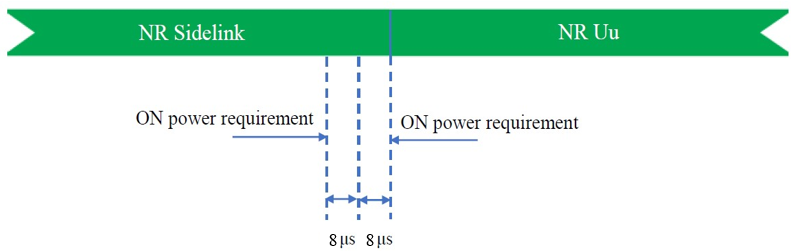 NR Sidelink NR Uu
ON power requirement ON power requirement
8 μs 8 μs